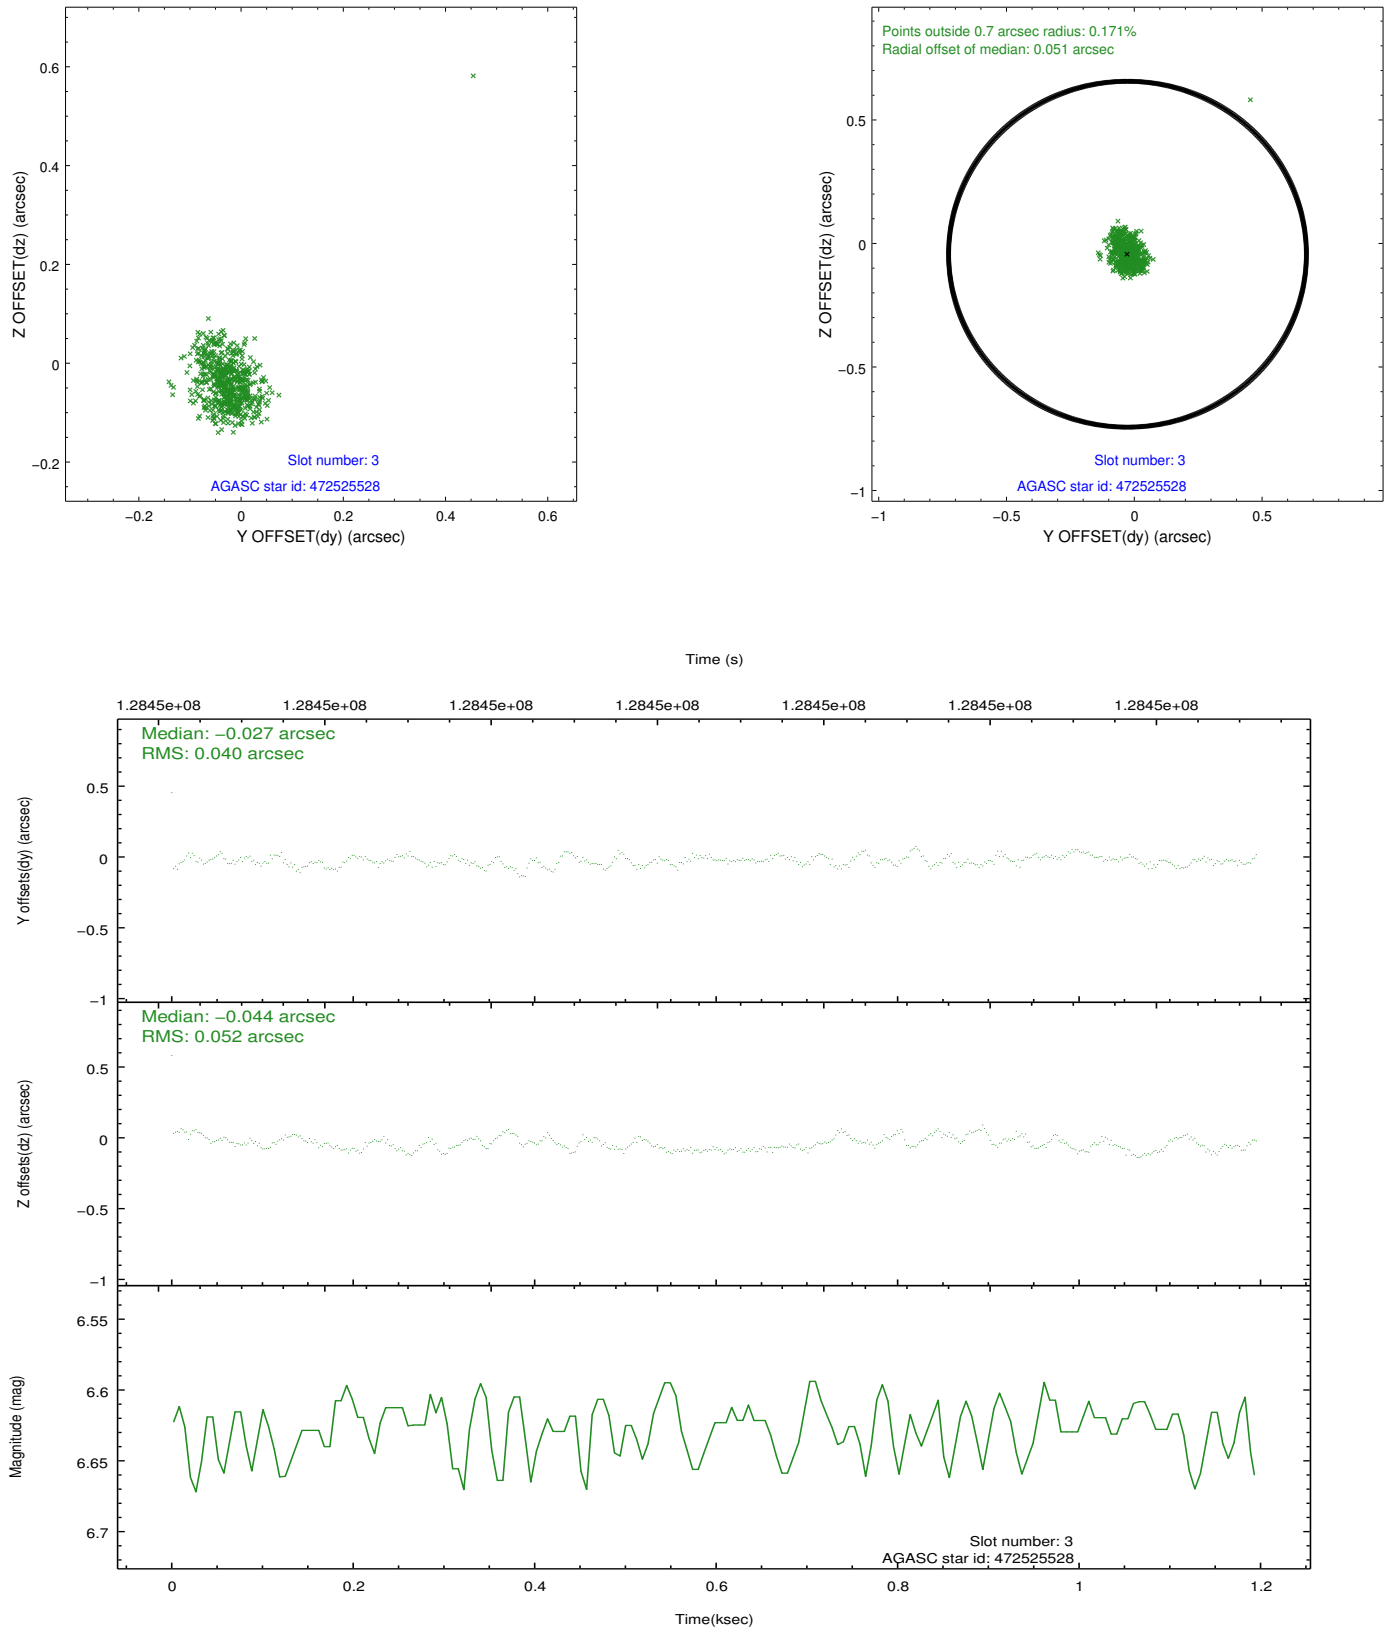 0.6
0.4
0.2
0
−0.2
Z OFFSET(dz) (arcsec)
Slot number: 3
AGASC star id: 472525528
−0.2 0 0.2 0.4 0.6
Y OFFSET(dy) (arcsec)
Points outside 0.7 arcsec radius: 0.171%
Radial offset of median: 0.051 arcsec
0.5
0
−0.5
−1
Z OFFSET(dz) (arcsec)
Slot number: 3
AGASC star id: 472525528
−1 −0.5 0 0.5
Y OFFSET(dy) (arcsec)
Time (s)
1.2845e+08 1.2845e+08 1.2845e+08 1.2845e+08 1.2845e+08 1.2845e+08 1.2845e+08
Median: −0.027 arcsec
RMS: 0.040 arcsec
0.5
0
−0.5
−1
Y offsets(dy) (arcsec)
Median: −0.044 arcsec
RMS: 0.052 arcsec
0.5
0
−0.5
−1
Z offsets(dz) (arcsec)
6.55
6.6
6.65
6.7
Magnitude (mag)
Slot number: 3
AGASC star id: 472525528
0 0.2 0.4 0.6 0.8 1 1.2
Time(ksec)